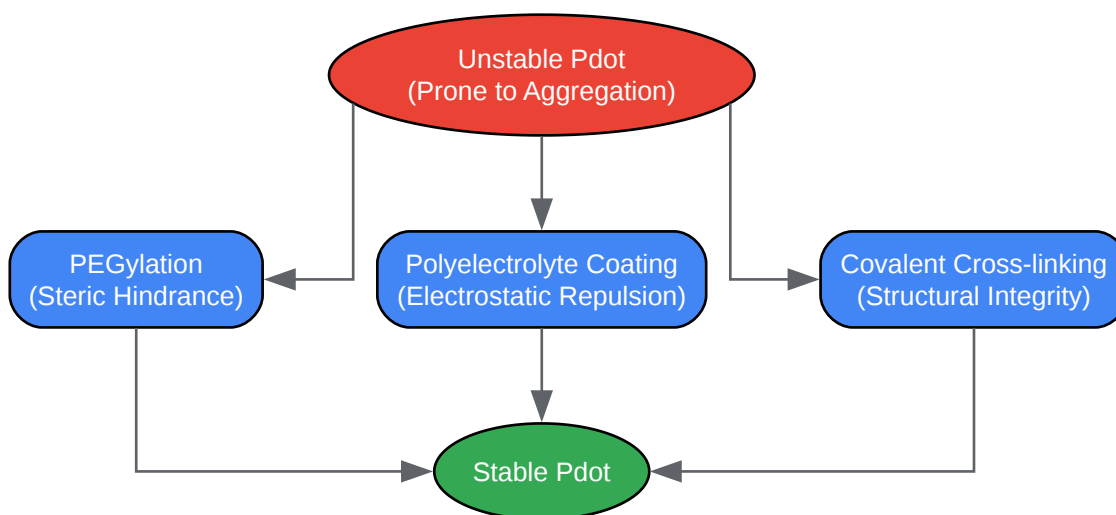 Unstable Pdot
(Prone to Aggregation)
PEGylation
(Steric Hindrance)
Polyelectrolyte Coating
(Electrostatic Repulsion)
Covalent Cross-linking
(Structural Integrity)
Stable Pdot